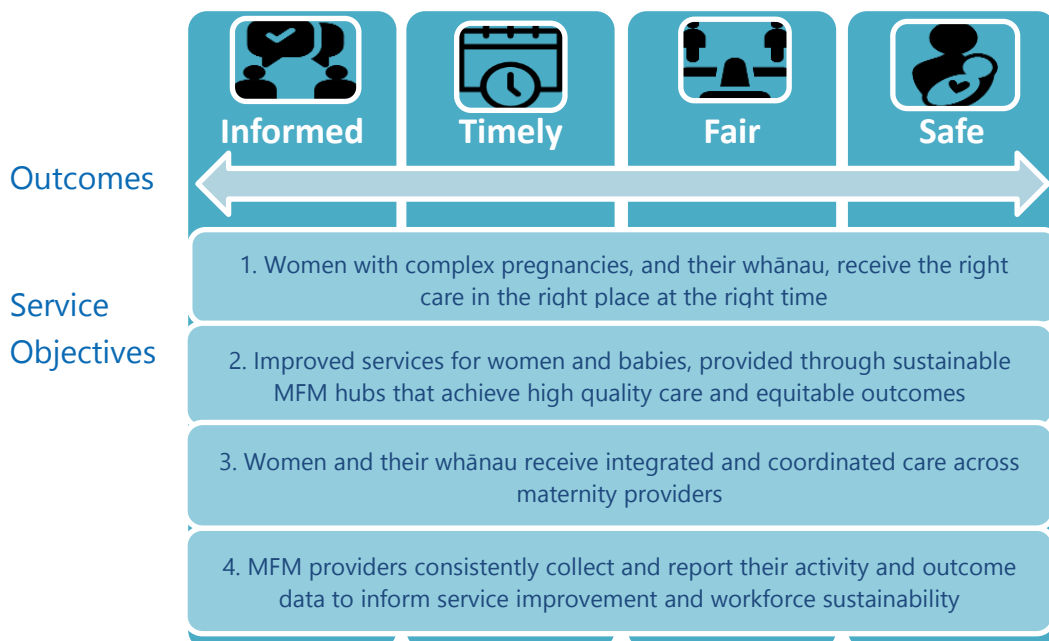 Informed
Timely
Fair
Safe
Outcomes
Service
Objectives
1. Women with complex pregnancies, and their whānau, receive the right
care in the right place at the right time
2. Improved services for women and babies, provided through sustainable
MFM hubs that achieve high quality care and equitable outcomes
3. Women and their whānau receive integrated and coordinated care across
maternity providers
4. MFM providers consistently collect and report their activity and outcome
data to inform service improvement and workforce sustainability